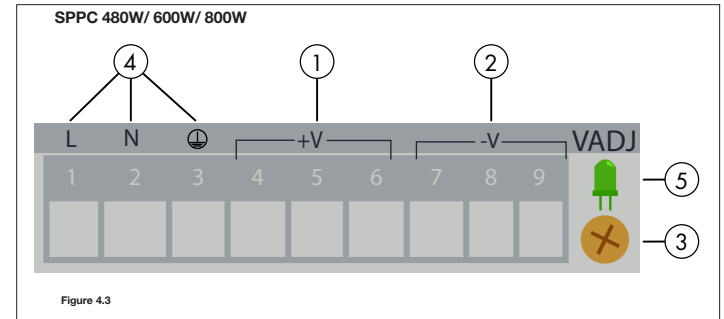 SPPC 480W/ 600W/ 800W
4 1 2
L N +V -V VADJ
1 2 3 4 5 6 7 8 9
5
3
Figure 4.3